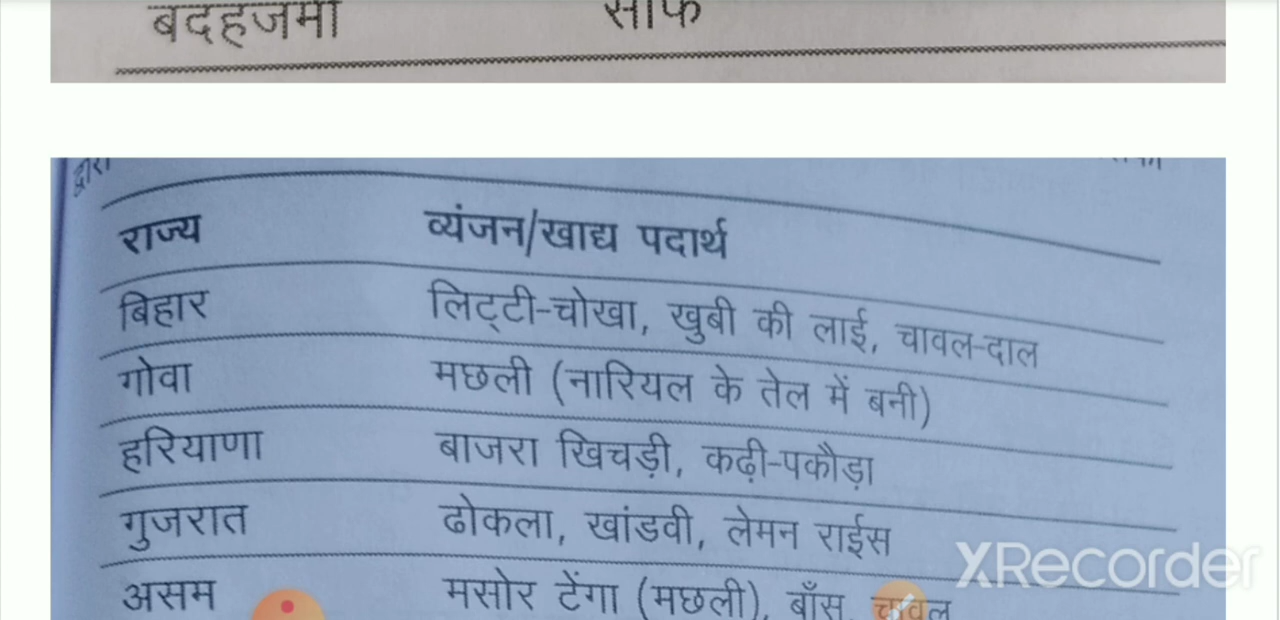 बदहजमी सौंफ
द्वारा
राज्य व्यंजन/खाद्य पदार्थ
बिहार लिट्टी-चोखा, खुबी की लाई, चावल-दाल
गोवा मछली (नारियल के तेल में बनी)
हरियाणा बाजरा खिचड़ी, कढ़ी-पकौड़ा
गुजरात ढोकला, खांडवी, लेमन राईस
असम मसोर टेंगा (मछली), बाँस, चावल
XRecorder